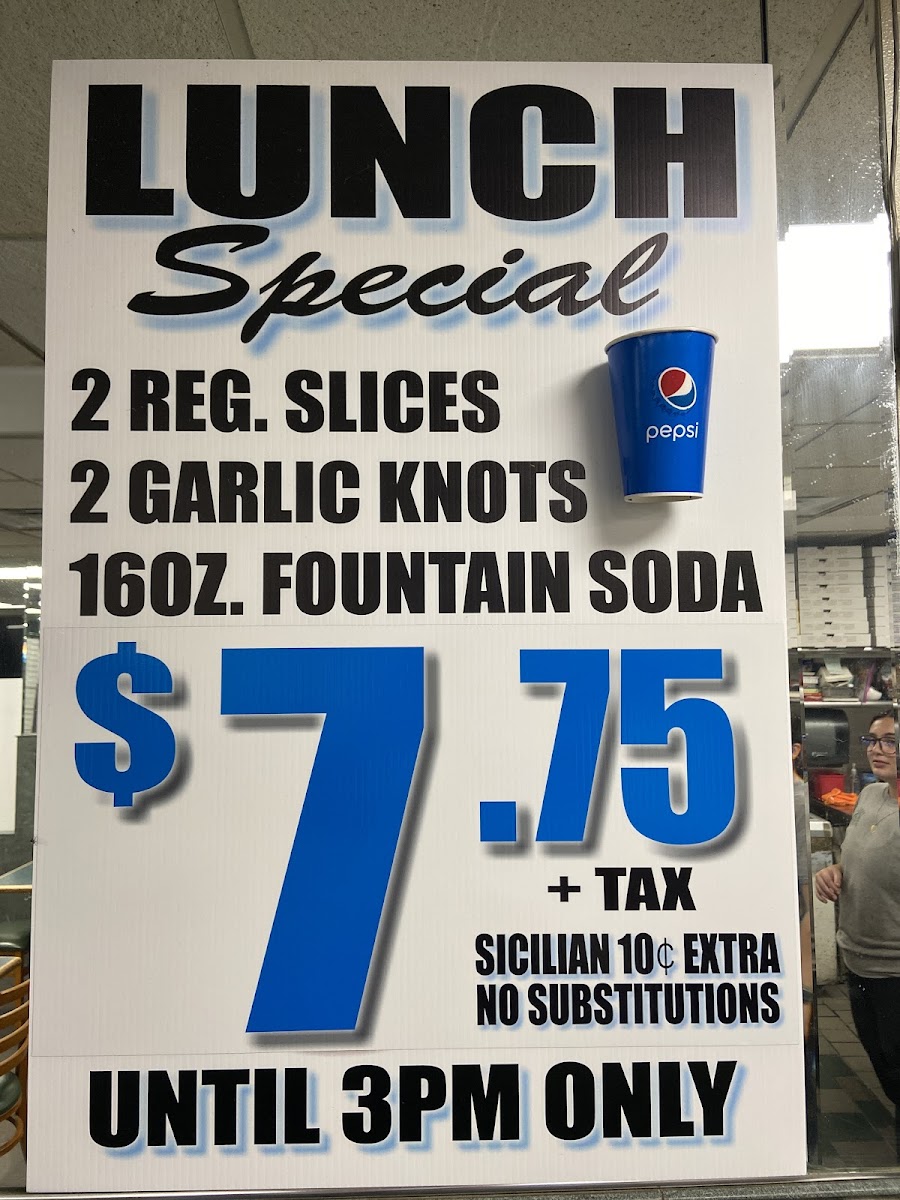 LUNCH
Special
2 REG. SLICES
pepsi
2 GARLIC KNOTS
16OZ. FOUNTAIN SODA
$7.75
+ TAX
SICILIAN 10¢ EXTRA
NO SUBSTITUTIONS
UNTIL 3PM ONLY